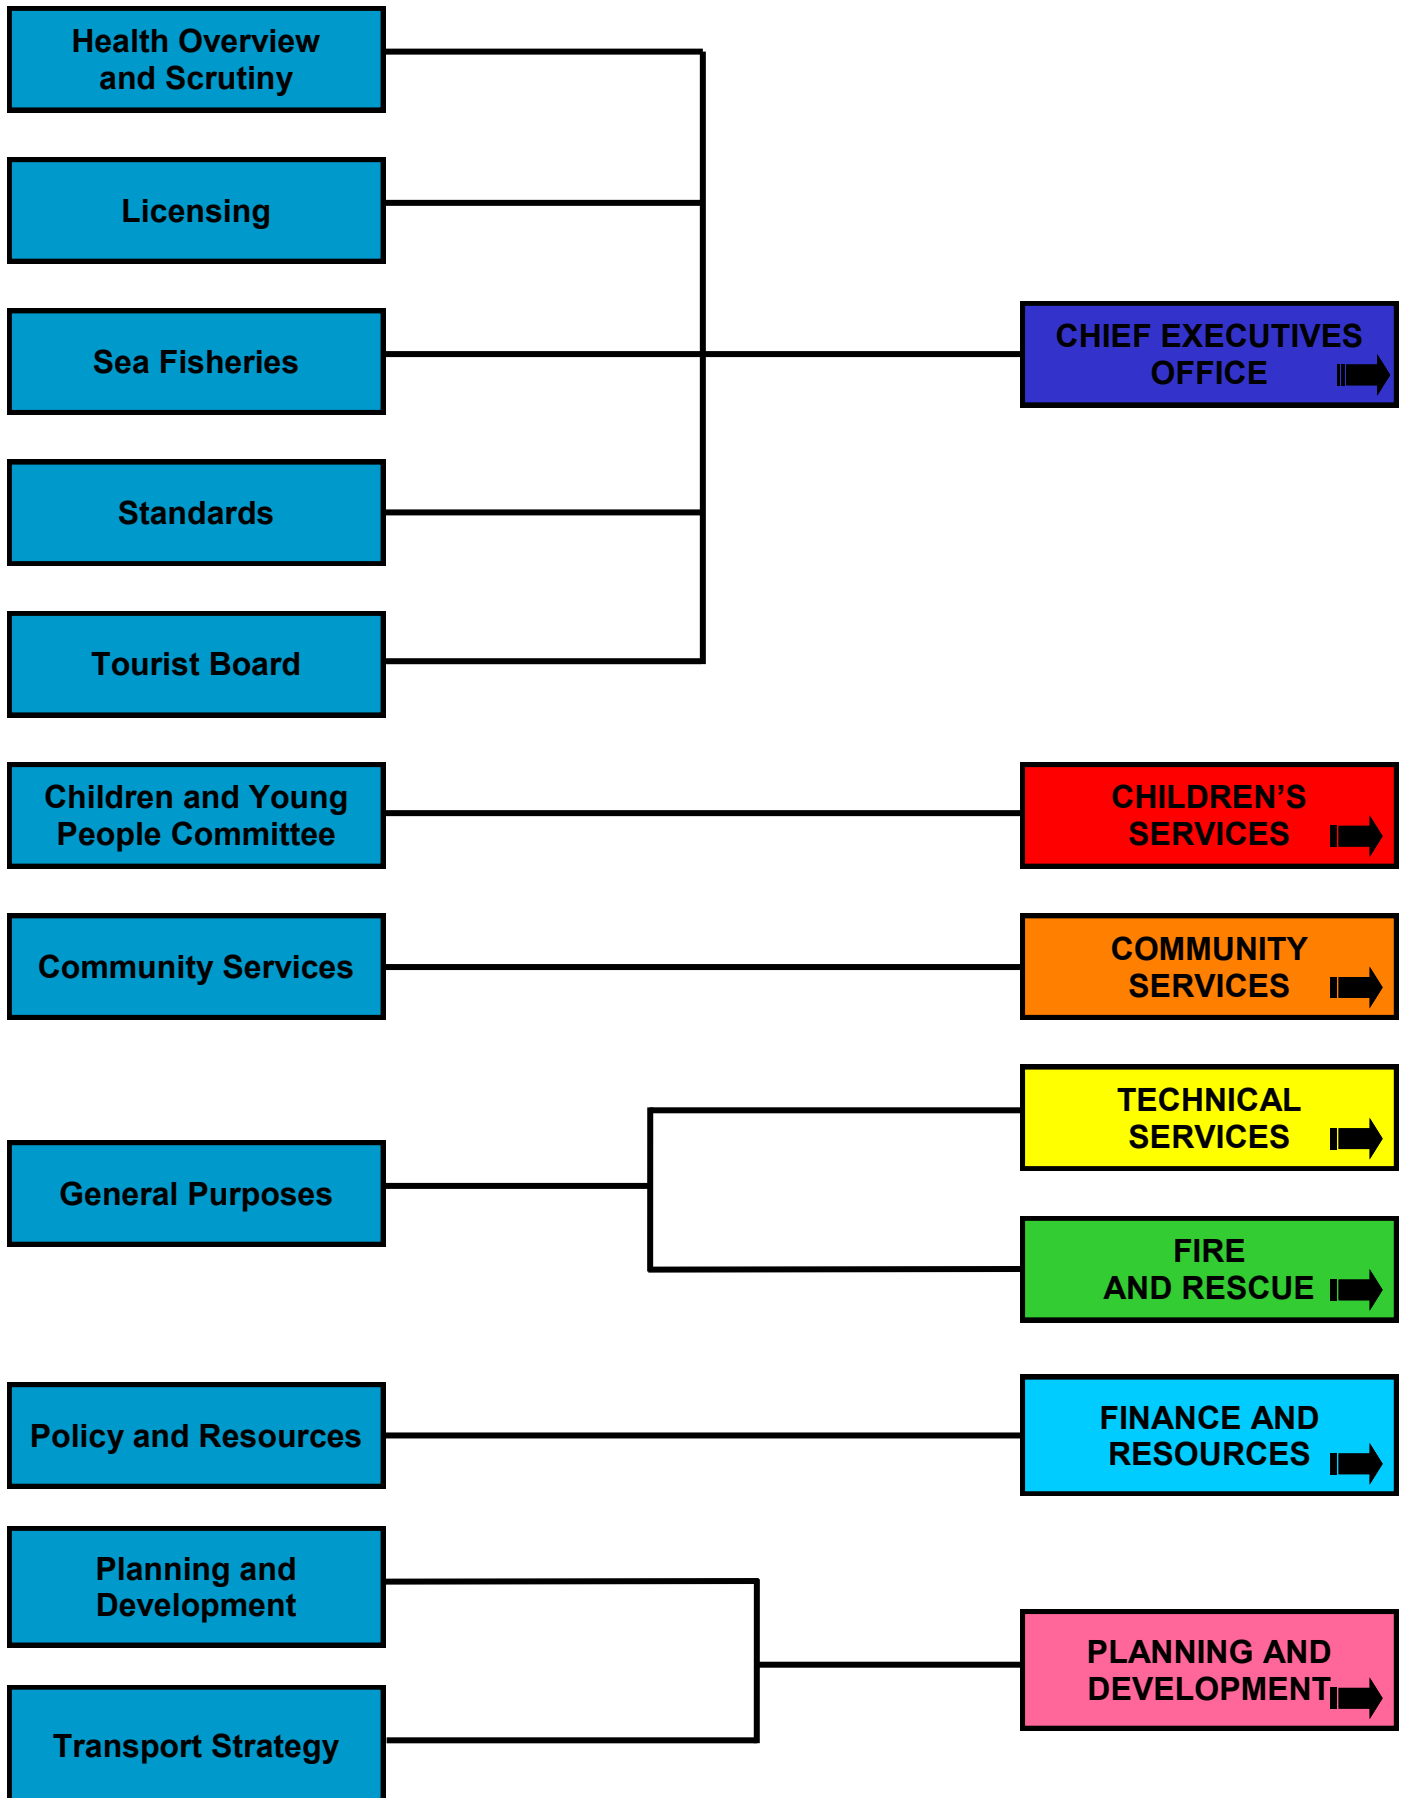 Health Overview
and Scrutiny
Licensing
Sea Fisheries
CHIEF EXECUTIVES
OFFICE
Standards
Tourist Board
Children and Young
People Committee
CHILDREN’S
SERVICES
Community Services
COMMUNITY
SERVICES
General Purposes
TECHNICAL
SERVICES
FIRE
AND RESCUE
Policy and Resources
FINANCE AND
RESOURCES
Planning and
Development
Transport Strategy
PLANNING AND
DEVELOPMENT